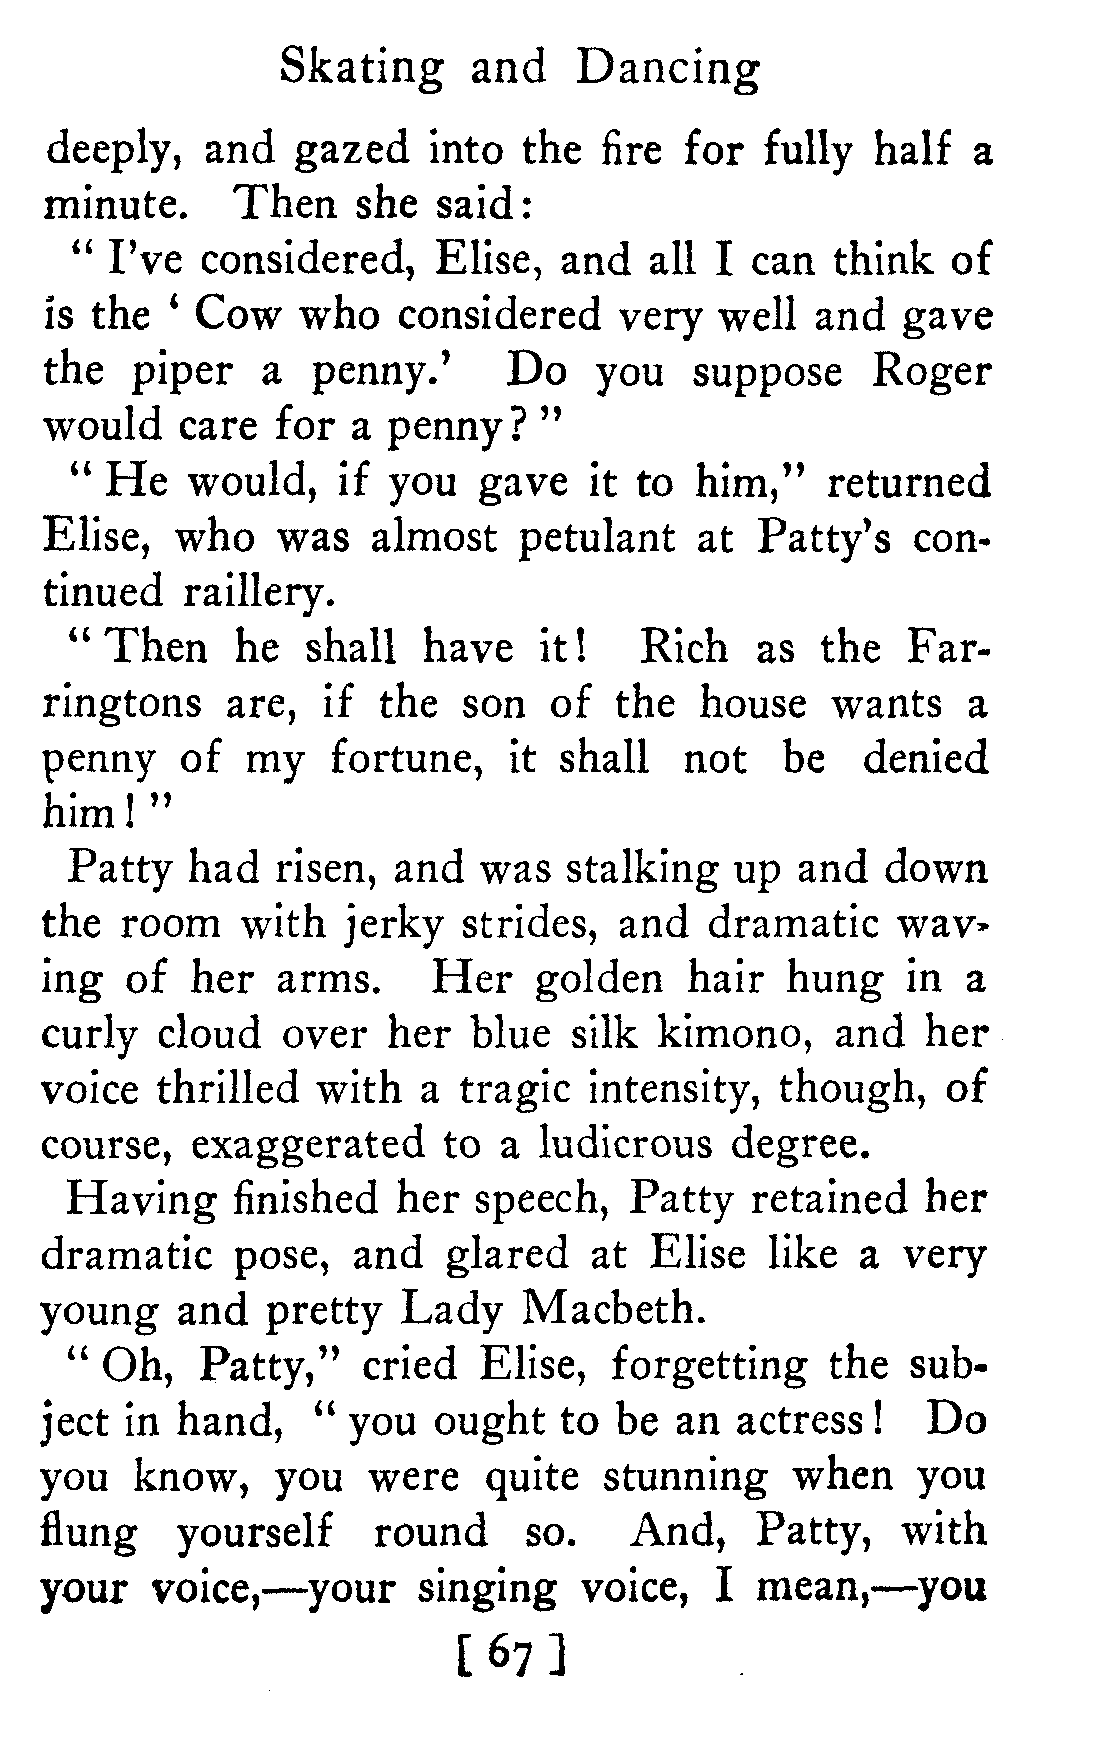 Skating and Dancing
deeply, and gazed into the fire for fully half a
minute. Then she said:
“ I've considered, Elise, and all I can think of
is the ‘ Cow who considered very well and gave
the piper a penny.’ Do you suppose Roger
would care for a penny? ”
“ He would, if you gave it to him,” returned
Elise, who was almost petulant at Patty's con-
tinued raillery.
“ Then he shall have it! Rich as the Far-
ringtons are, if the son of the house wants a
penny of my fortune, it shall not be denied
him! ”
Patty had risen, and was stalking up and down
the room with jerky strides, and dramatic wav-
ing of her arms. Her golden hair hung in a
curly cloud over her blue silk kimono, and her
voice thrilled with a tragic intensity, though, of
course, exaggerated to a ludicrous degree.
Having finished her speech, Patty retained her
dramatic pose, and glared at Elise like a very
young and pretty Lady Macbeth.
“ Oh, Patty,” cried Elise, forgetting the sub-
ject in hand, “ you ought to be an actress! Do
you know, you were quite stunning when you
flung yourself round so. And, Patty, with
your voice,—your singing voice, I mean,—you
[ 67 ]